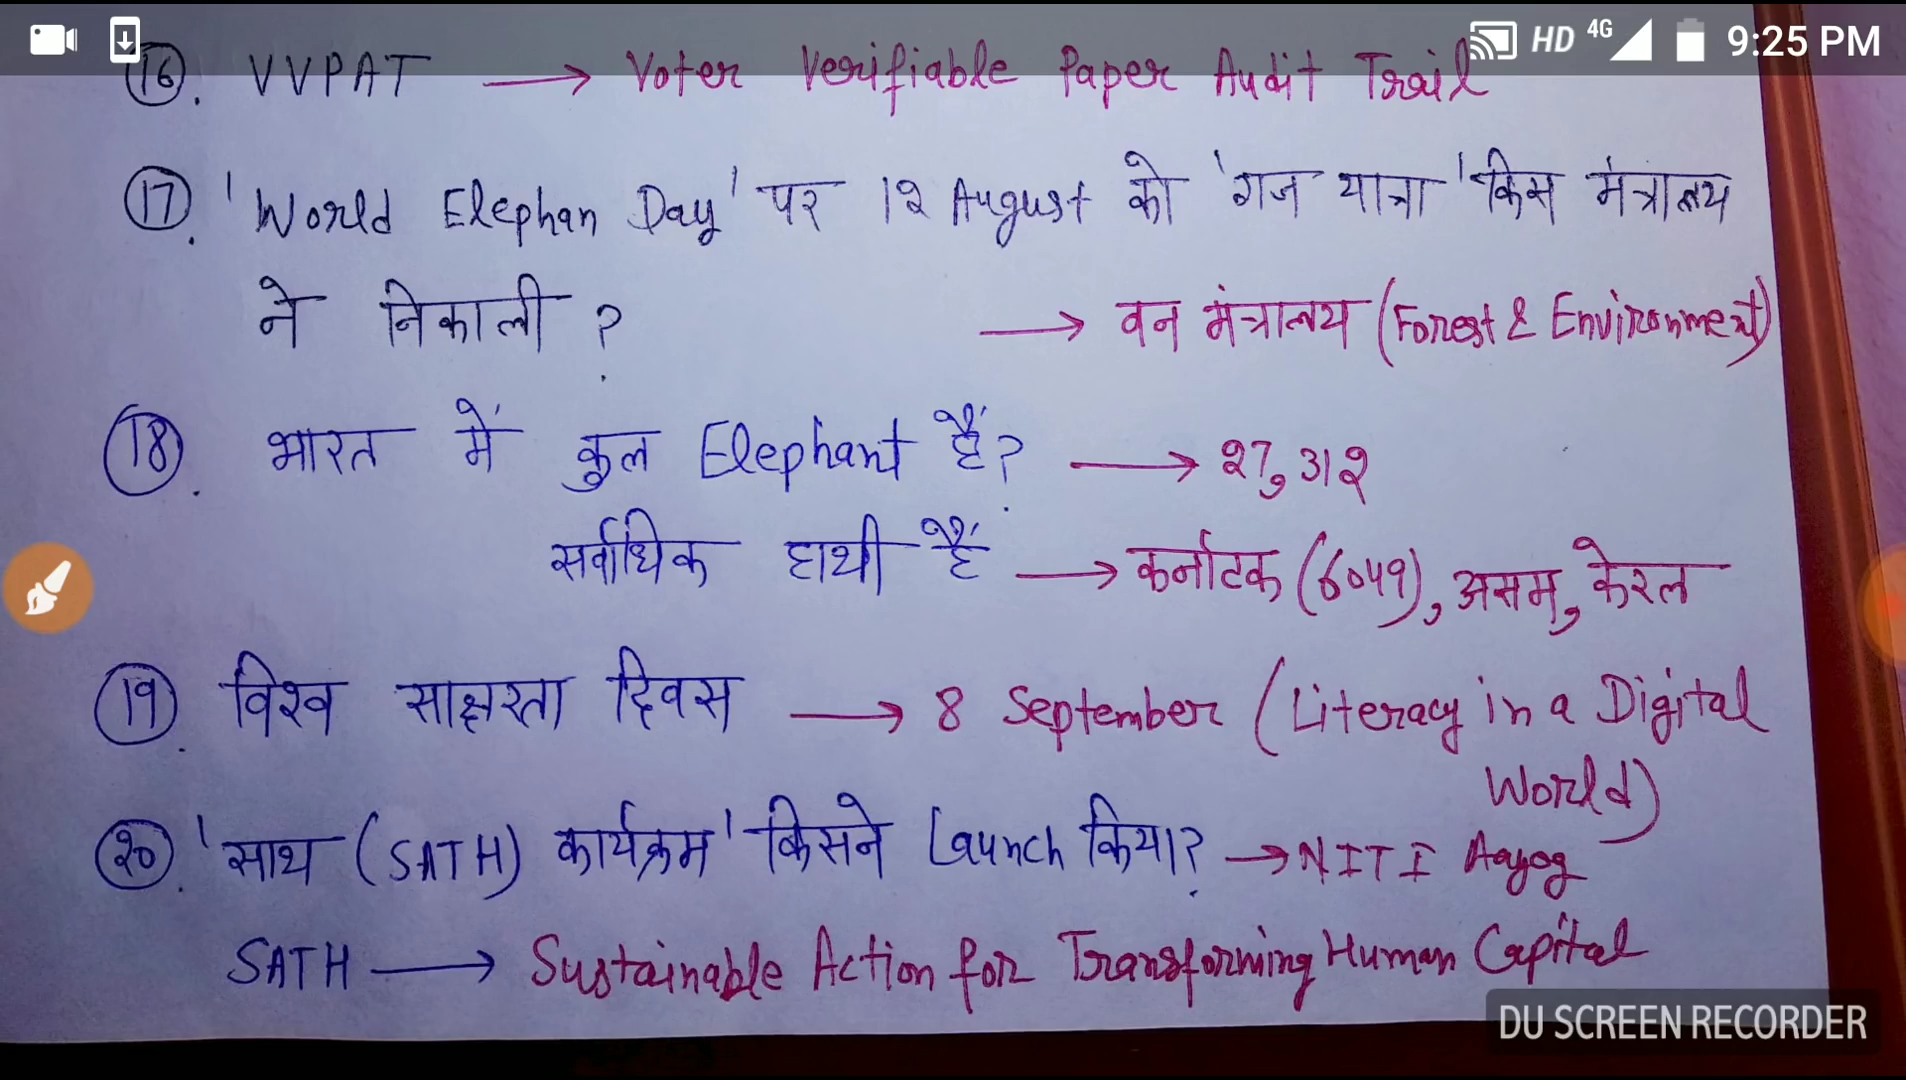 HD 4G 9:25 PM
(16). VVPAT → Voter Verifiable Paper Audit Trail
(17). 'World Elephan Day' पर 12 August को 'गज यात्रा' किस मंत्रालय
ने निकाली ? → वन मंत्रालय (Forest & Environment)
(18). भारत में कुल Elephant हैं? → 27,312
सर्वाधिक हाथी हैं → कर्नाटक (6049), असम, केरल
(19). विश्व साक्षरता दिवस → 8 September (Literacy in a Digital
World)
(20). 'साथ (SATH) कार्यक्रम' किसने Launch किया? → NITI Aayog
SATH → Sustainable Action for Transforming Human Capital
DU SCREEN RECORDER